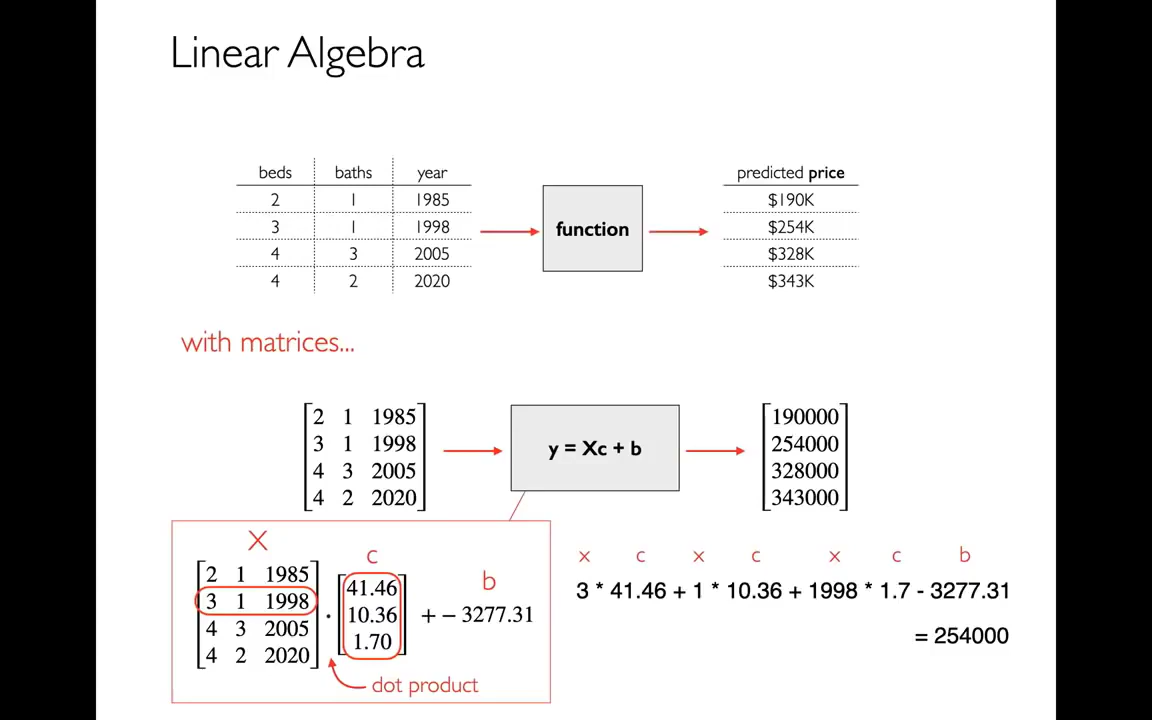 Linear Algebra
beds baths year
2 1 1985
3 1 1998
4 3 2005
4 2 2020
function
predicted price
$190K
$254K
$328K
$343K
with matrices...
2 1 1985
3 1 1998
4 3 2005
4 2 2020
y = Xc + b
190000
254000
328000
343000
X
2 1 1985
3 1 1998
4 3 2005
4 2 2020
·
c
41.46
10.36
1.70
b
+ − 3277.31
dot product
x c x c x c b
3 * 41.46 + 1 * 10.36 + 1998 * 1.7 - 3277.31
= 254000